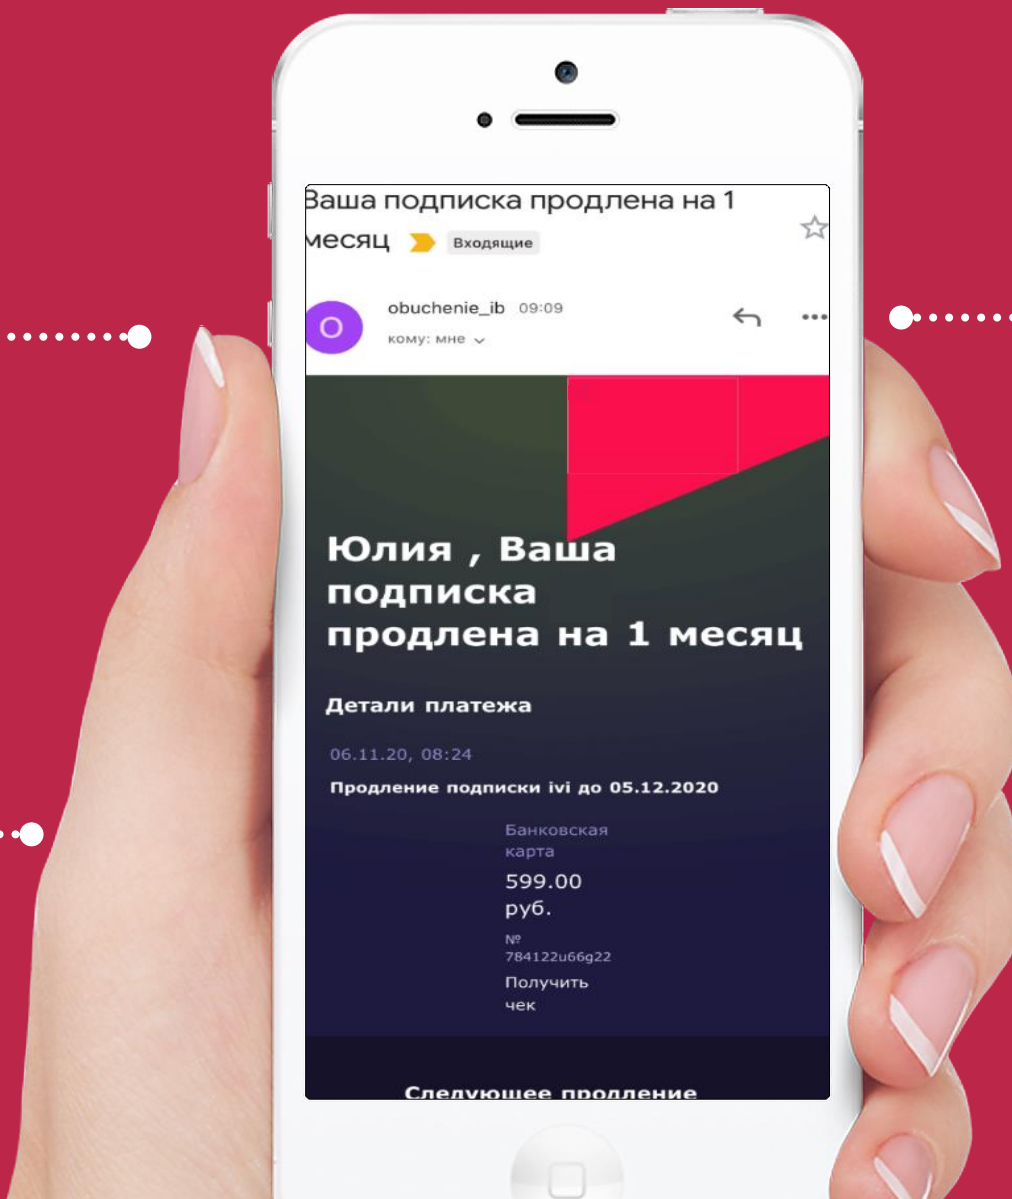 Ваша подписка продлена на 1
месяц Входящие
О
obuchenie_ib 09:09
кому: мне
Юлия , Ваша
подписка
продлена на 1 месяц
Детали платежа
06.11.20, 08:24
Продление подписки ivi до 05.12.2020
Банковская
карта
599.00
руб.
№
784122u66g22
Получить
чек
Следующее продление